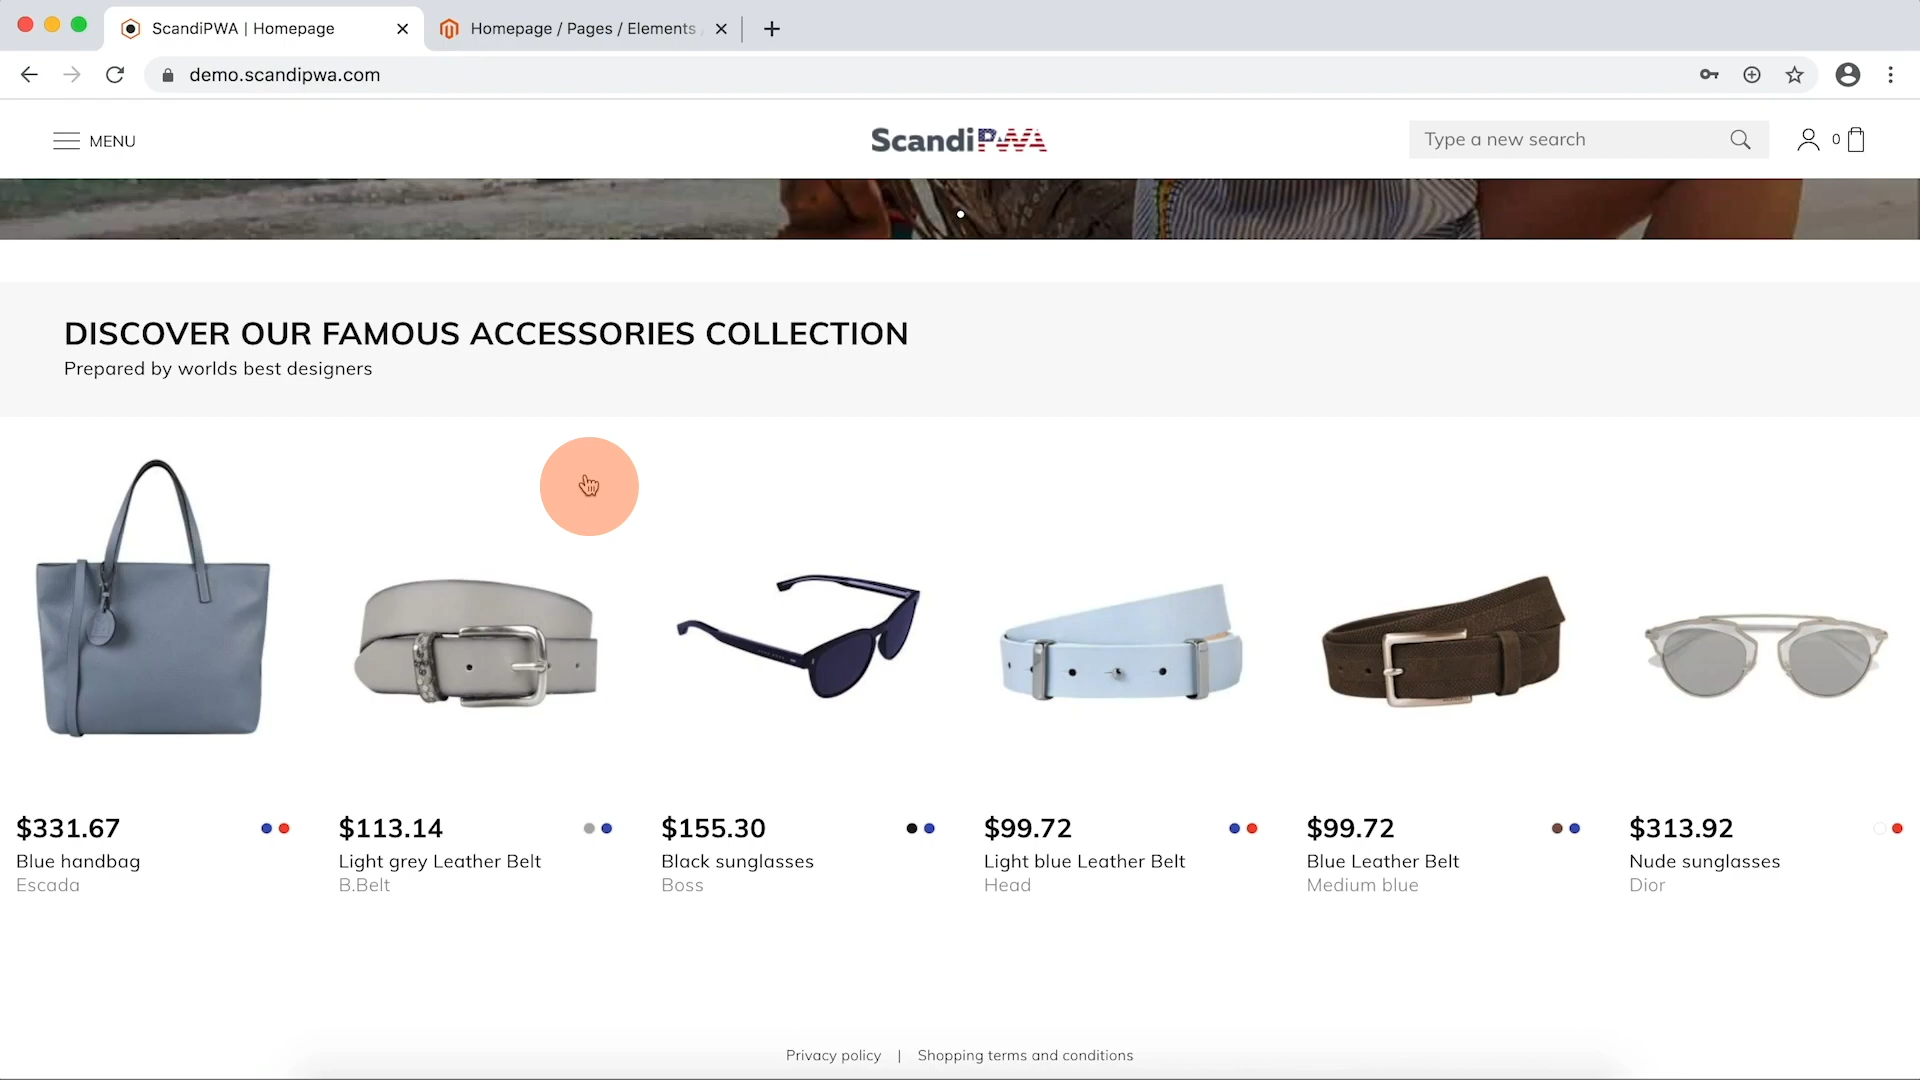 ScandiPWA | Homepage
Homepage / Pages / Elements
demo.scandipwa.com
MENU
ScandiPWA
Type a new search
0
DISCOVER OUR FAMOUS ACCESSORIES COLLECTION
Prepared by worlds best designers
$331.67
Blue handbag
Escada
$113.14
Light grey Leather Belt
B.Belt
$155.30
Black sunglasses
Boss
$99.72
Light blue Leather Belt
Head
$99.72
Blue Leather Belt
Medium blue
$313.92
Nude sunglasses
Dior
Privacy policy | Shopping terms and conditions